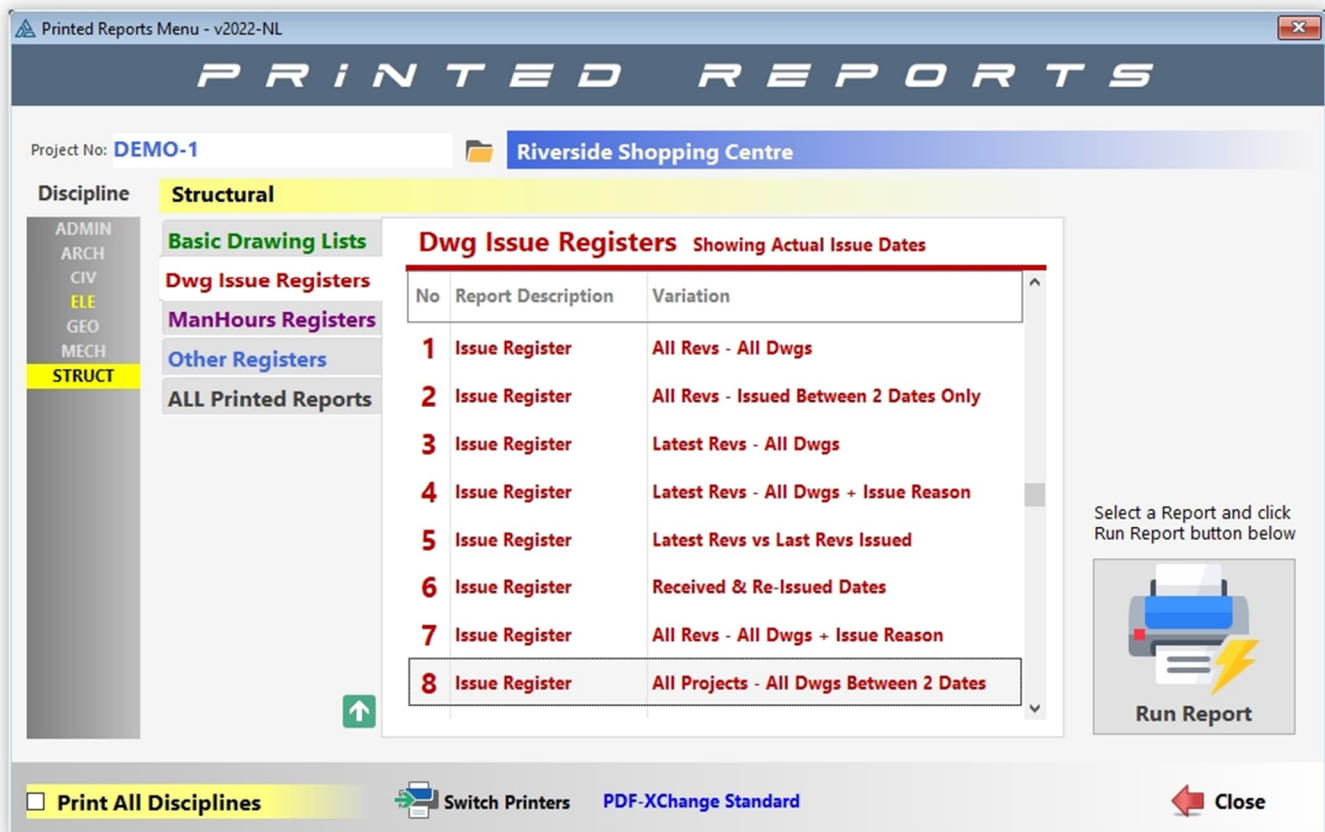 Printed Reports Menu - v2022-NL
PRiNTED REPORTS
Project No: DEMO-1
Riverside Shopping Centre
Discipline
Structural
ADMIN
ARCH
CIV
ELE
GEO
MECH
STRUCT
Basic Drawing Lists
Dwg Issue Registers
ManHours Registers
Other Registers
ALL Printed Reports
Dwg Issue Registers Showing Actual Issue Dates
No Report Description Variation
1 Issue Register All Revs - All Dwgs
2 Issue Register All Revs - Issued Between 2 Dates Only
3 Issue Register Latest Revs - All Dwgs
4 Issue Register Latest Revs - All Dwgs + Issue Reason
5 Issue Register Latest Revs vs Last Revs Issued
6 Issue Register Received & Re-Issued Dates
7 Issue Register All Revs - All Dwgs + Issue Reason
8 Issue Register All Projects - All Dwgs Between 2 Dates
Select a Report and click
Run Report button below
Run Report
Print All Disciplines
Switch Printers
PDF-XChange Standard
Close